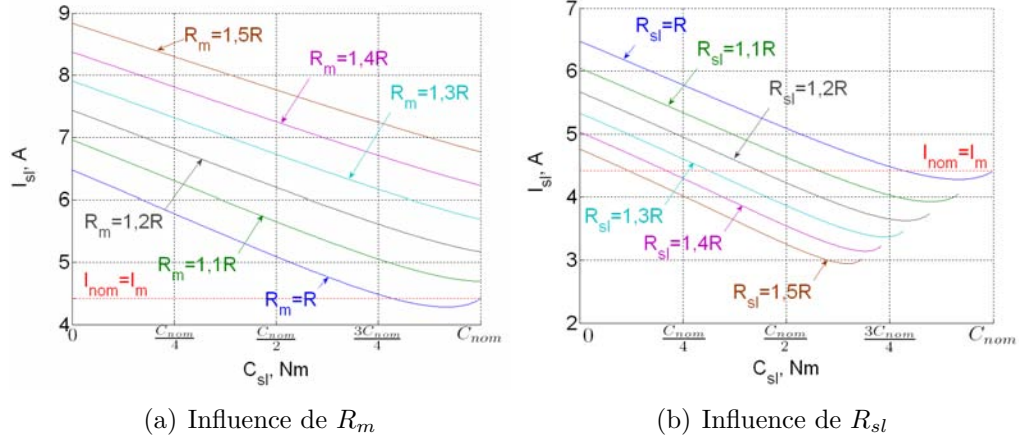 9
8
7
6
5
4
I_sl, A
R_m=1,5R
R_m=1,4R
R_m=1,3R
R_m=1,2R
R_m=1,1R
R_m=R
I_nom=I_m
0
C_nom/4
C_nom/2
3C_nom/4
C_nom
C_sl, Nm
(a) Influence de R_m
7
6
5
4
3
2
I_sl, A
R_sl=R
R_sl=1,1R
R_sl=1,2R
I_nom=I_m
R_sl=1,3R
R_sl=1,4R
R_sl=1,5R
0
C_nom/4
C_nom/2
3C_nom/4
C_nom
C_sl, Nm
(b) Influence de R_sl